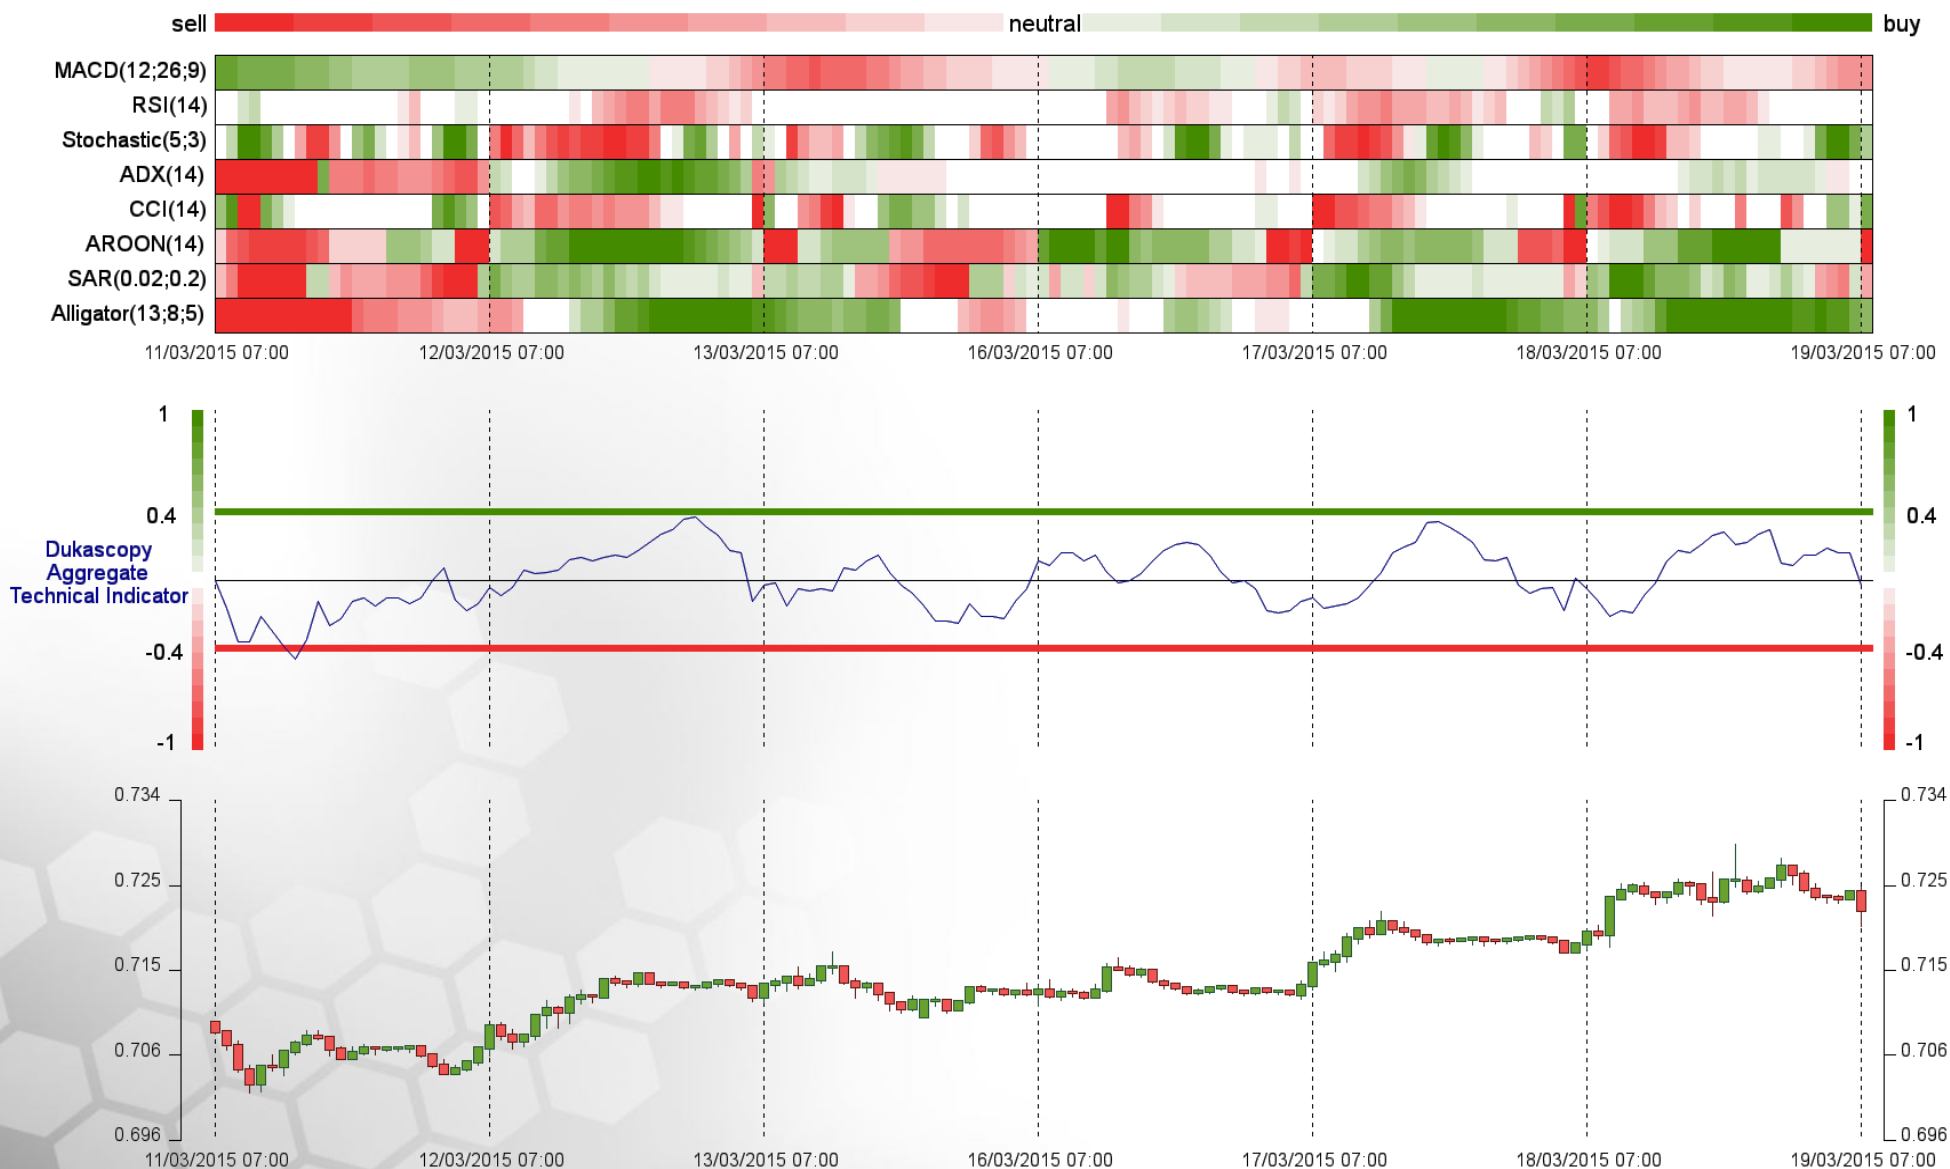 sell neutral buy
MACD(12;26;9)
RSI(14)
Stochastic(5;3)
ADX(14)
CCI(14)
AROON(14)
SAR(0.02;0.2)
Alligator(13;8;5)
11/03/2015 07:00 12/03/2015 07:00 13/03/2015 07:00 16/03/2015 07:00 17/03/2015 07:00 18/03/2015 07:00 19/03/2015 07:00
1 1
0.4 0.4
Dukascopy
Aggregate
Technical Indicator
-0.4 -0.4
-1 -1
0.734 0.734
0.725 0.725
0.715 0.715
0.706 0.706
0.696 0.696
11/03/2015 07:00 12/03/2015 07:00 13/03/2015 07:00 16/03/2015 07:00 17/03/2015 07:00 18/03/2015 07:00 19/03/2015 07:00